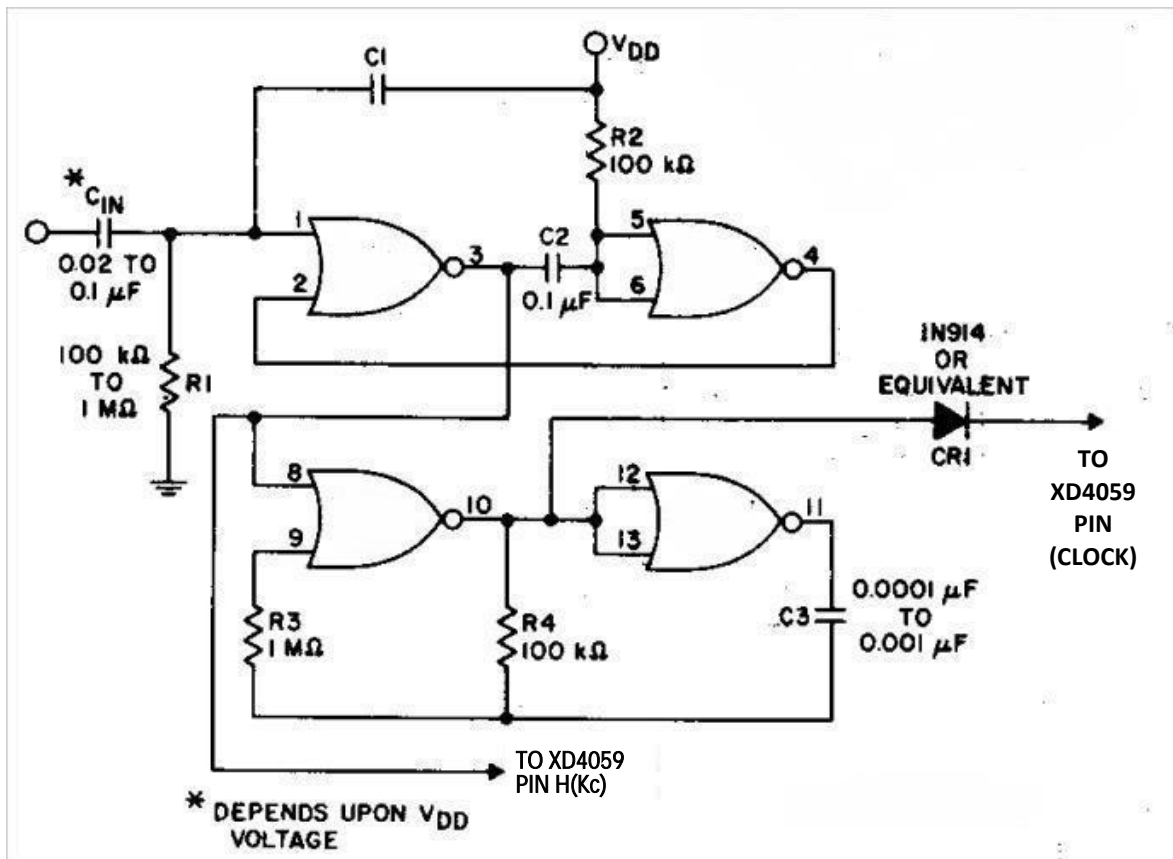 C1
VDD
R2
100 kΩ
*
CIN
0.02 TO
0.1 µF
1
2
3
C2
0.1 µF
5
6
4
100 kΩ
TO
1 MΩ
R1
1N914
OR
EQUIVALENT
CR1
TO
XD4059
PIN
(CLOCK)
8
9
10
12
13
11
R3
1 MΩ
R4
100 kΩ
C3
0.0001 µF
TO
0.001 µF
TO XD4059
PIN H(Kc)
* DEPENDS UPON VDD
VOLTAGE